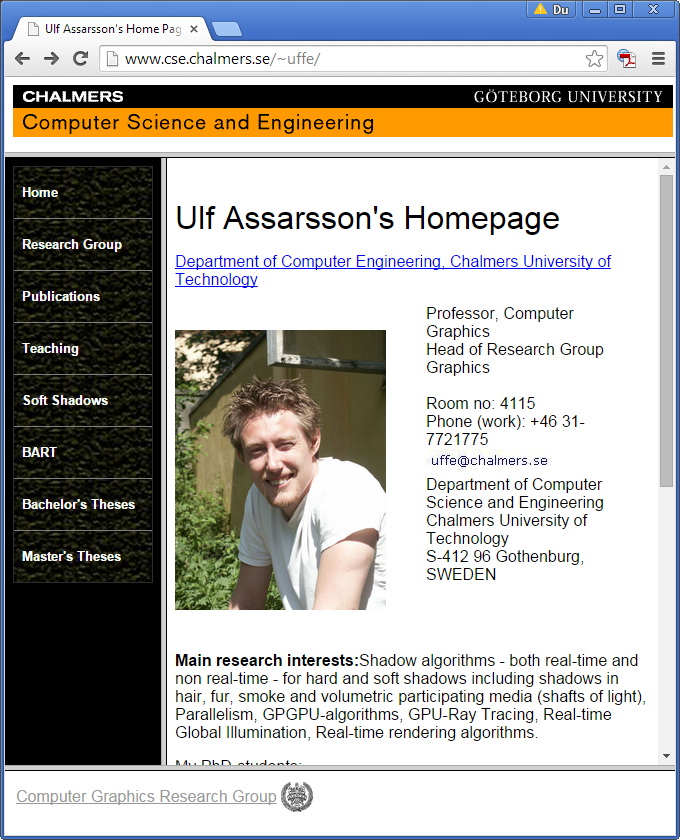 Du
Ulf Assarsson's Home Pag
www.cse.chalmers.se/~uffe/
CHALMERS
GÖTEBORG UNIVERSITY
Computer Science and Engineering
Home
Research Group
Publications
Teaching
Soft Shadows
BART
Bachelor's Theses
Master's Theses
Ulf Assarsson's Homepage
Department of Computer Engineering, Chalmers University of
Technology
Professor, Computer
Graphics
Head of Research Group
Graphics
Room no: 4115
Phone (work): +46 31-
7721775
uffe@chalmers.se
Department of Computer
Science and Engineering
Chalmers University of
Technology
S-412 96 Gothenburg,
SWEDEN
Main research interests:Shadow algorithms - both real-time and
non real-time - for hard and soft shadows including shadows in
hair, fur, smoke and volumetric participating media (shafts of light),
Parallelism, GPGPU-algorithms, GPU-Ray Tracing, Real-time
Global Illumination, Real-time rendering algorithms.
My PhD students:
Computer Graphics Research Group